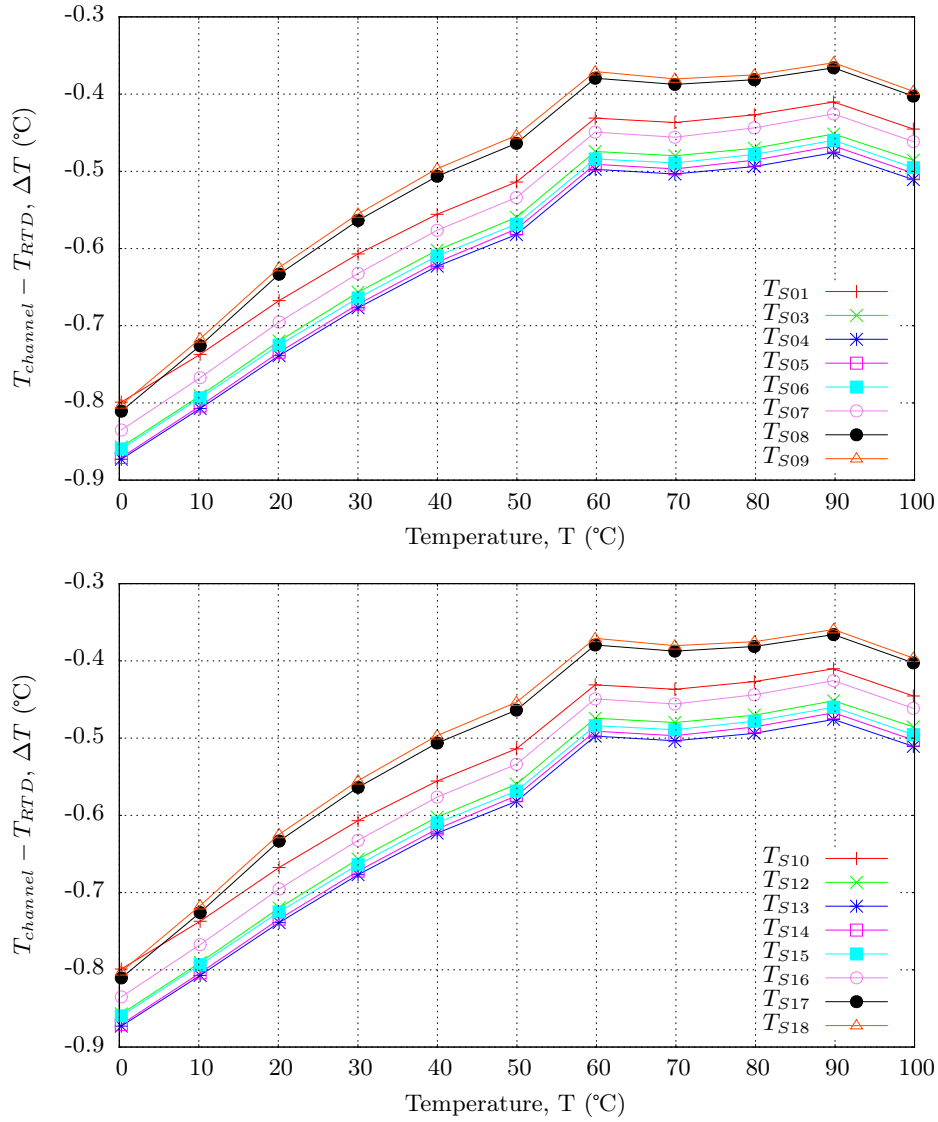 -0.3
-0.4
-0.5
-0.6
-0.7
-0.8
-0.9
0 10 20 30 40 50 60 70 80 90 100
T_channel − T_RTD, ΔT (℃)
Temperature, T (℃)
T_S01
T_S03
T_S04
T_S05
T_S06
T_S07
T_S08
T_S09
-0.3
-0.4
-0.5
-0.6
-0.7
-0.8
-0.9
0 10 20 30 40 50 60 70 80 90 100
T_channel − T_RTD, ΔT (℃)
Temperature, T (℃)
T_S10
T_S12
T_S13
T_S14
T_S15
T_S16
T_S17
T_S18